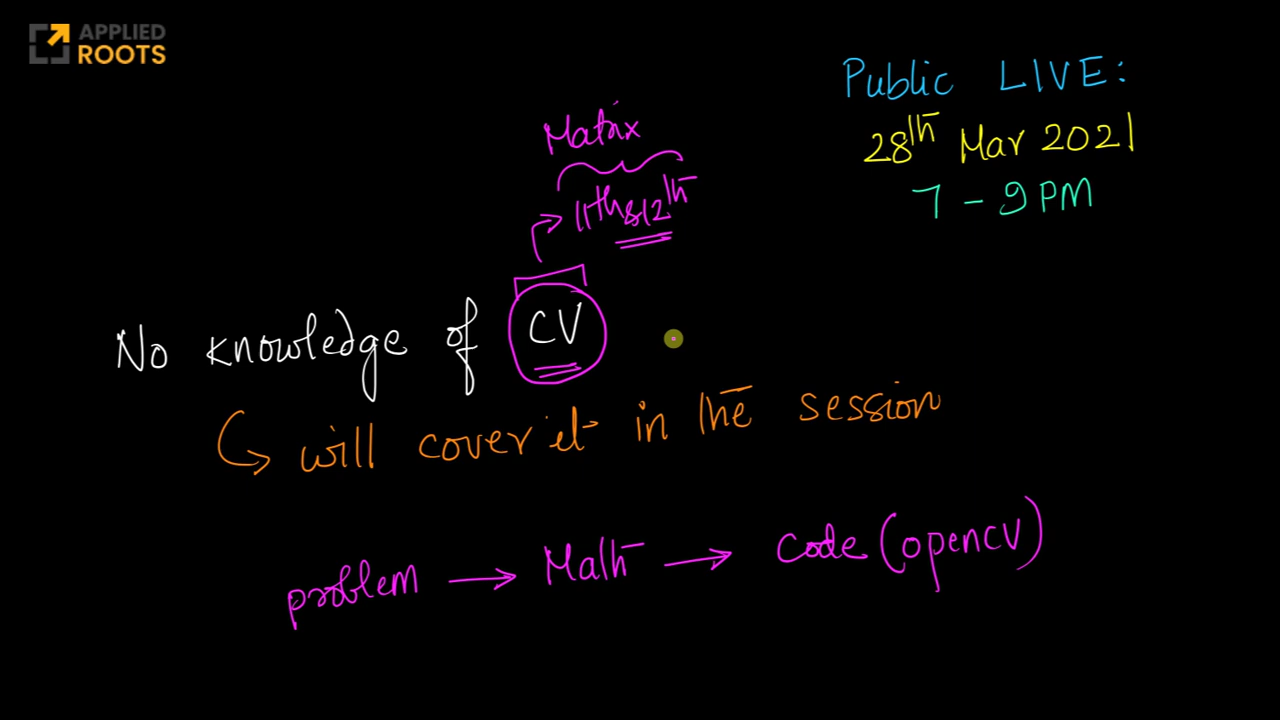 APPLIED
ROOTS
Public LIVE:
28th Mar 2021
7 - 9 PM
Matrix
11th & 12th
No knowledge of CV
will cover it in the session
problem → Math → Code (opencv)